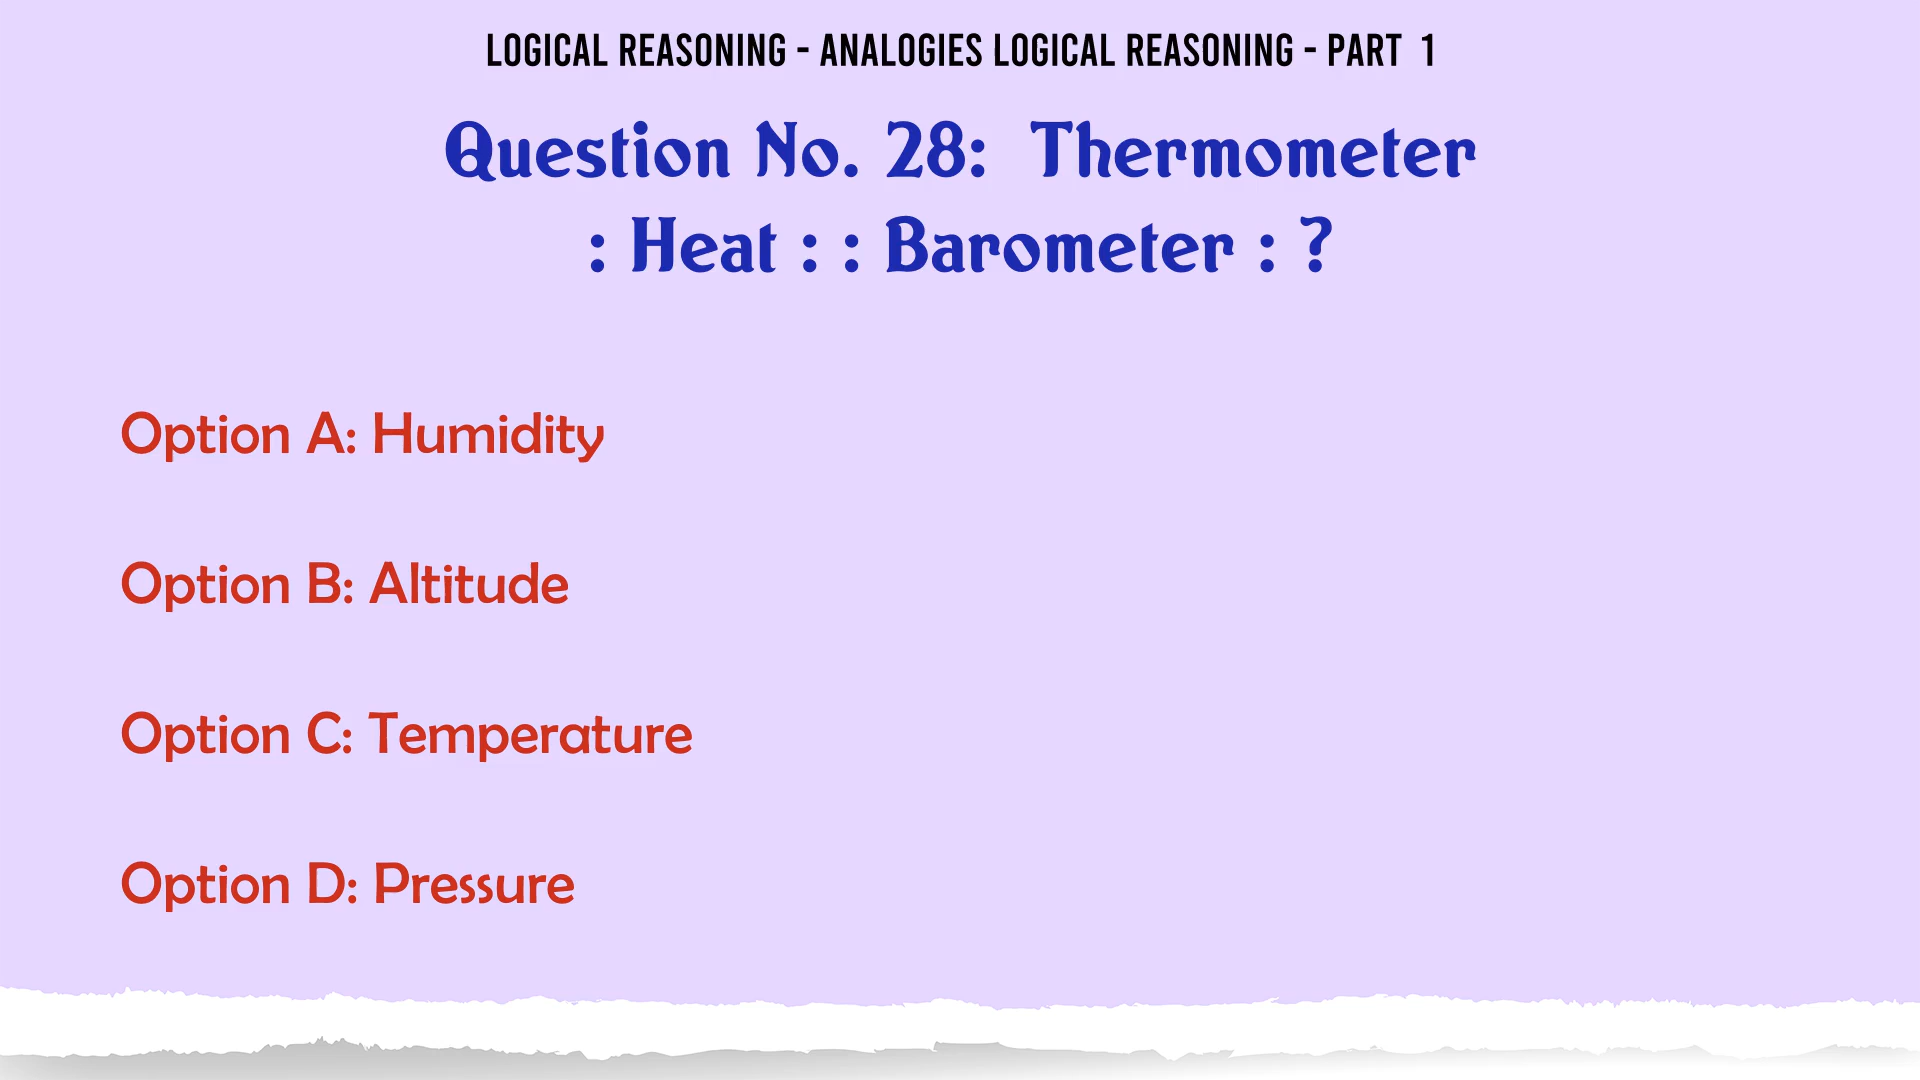 LOGICAL REASONING - ANALOGIES LOGICAL REASONING - PART 1
Question No. 28: Thermometer
: Heat : : Barometer : ?
Option A: Humidity
Option B: Altitude
Option C: Temperature
Option D: Pressure